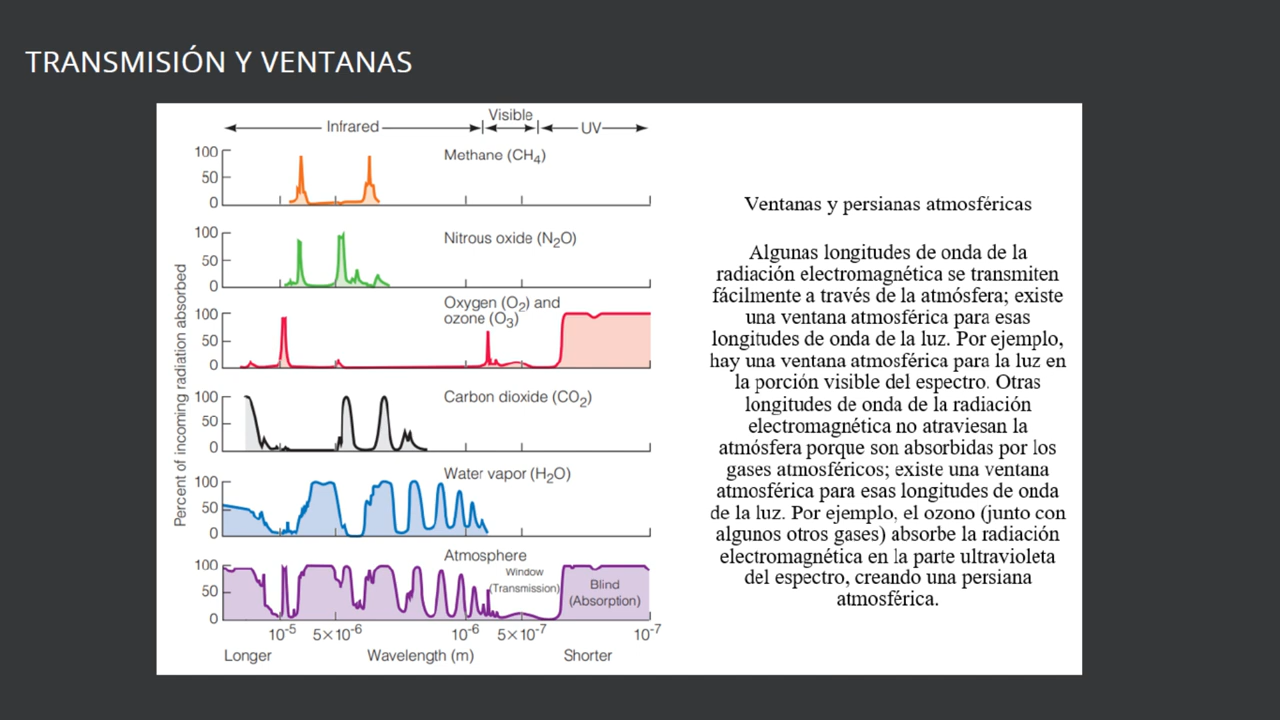 TRANSMISIÓN Y VENTANAS
Infrared
Visible
UV
Percent of incoming radiation absorbed
Methane (CH4)
100
50
0
Nitrous oxide (N2O)
100
50
0
Oxygen (O2) and
ozone (O3)
100
50
0
Carbon dioxide (CO2)
100
50
0
Water vapor (H2O)
100
50
0
Atmosphere
100
50
0
Window
(Transmission)
Blind
(Absorption)
10-5 5×10-6 10-6 5×10-7 10-7
Longer Wavelength (m) Shorter
Ventanas y persianas atmosféricas
Algunas longitudes de onda de la
radiación electromagnética se transmiten
fácilmente a través de la atmósfera; existe
una ventana atmosférica para esas
longitudes de onda de la luz. Por ejemplo,
hay una ventana atmosférica para la luz en
la porción visible del espectro. Otras
longitudes de onda de la radiación
electromagnética no atraviesan la
atmósfera porque son absorbidas por los
gases atmosféricos; existe una ventana
atmosférica para esas longitudes de onda
de la luz. Por ejemplo, el ozono (junto con
algunos otros gases) absorbe la radiación
electromagnética en la parte ultravioleta
del espectro, creando una persiana
atmosférica.